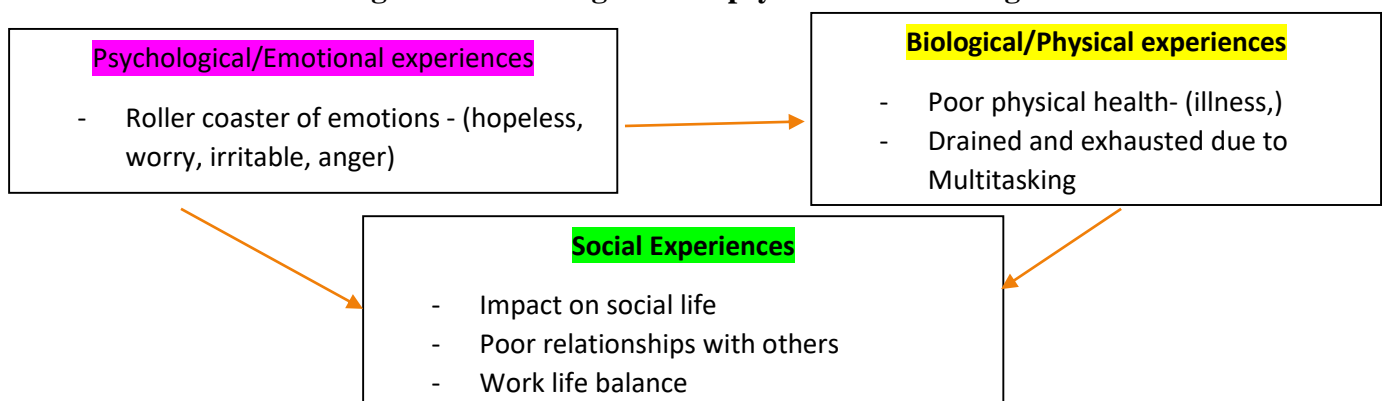 Psychological/Emotional experiences
- Roller coaster of emotions - (hopeless,
worry, irritable, anger)
Biological/Physical experiences
- Poor physical health- (illness,)
- Drained and exhausted due to
Multitasking
Social Experiences
- Impact on social life
- Poor relationships with others
- Work life balance